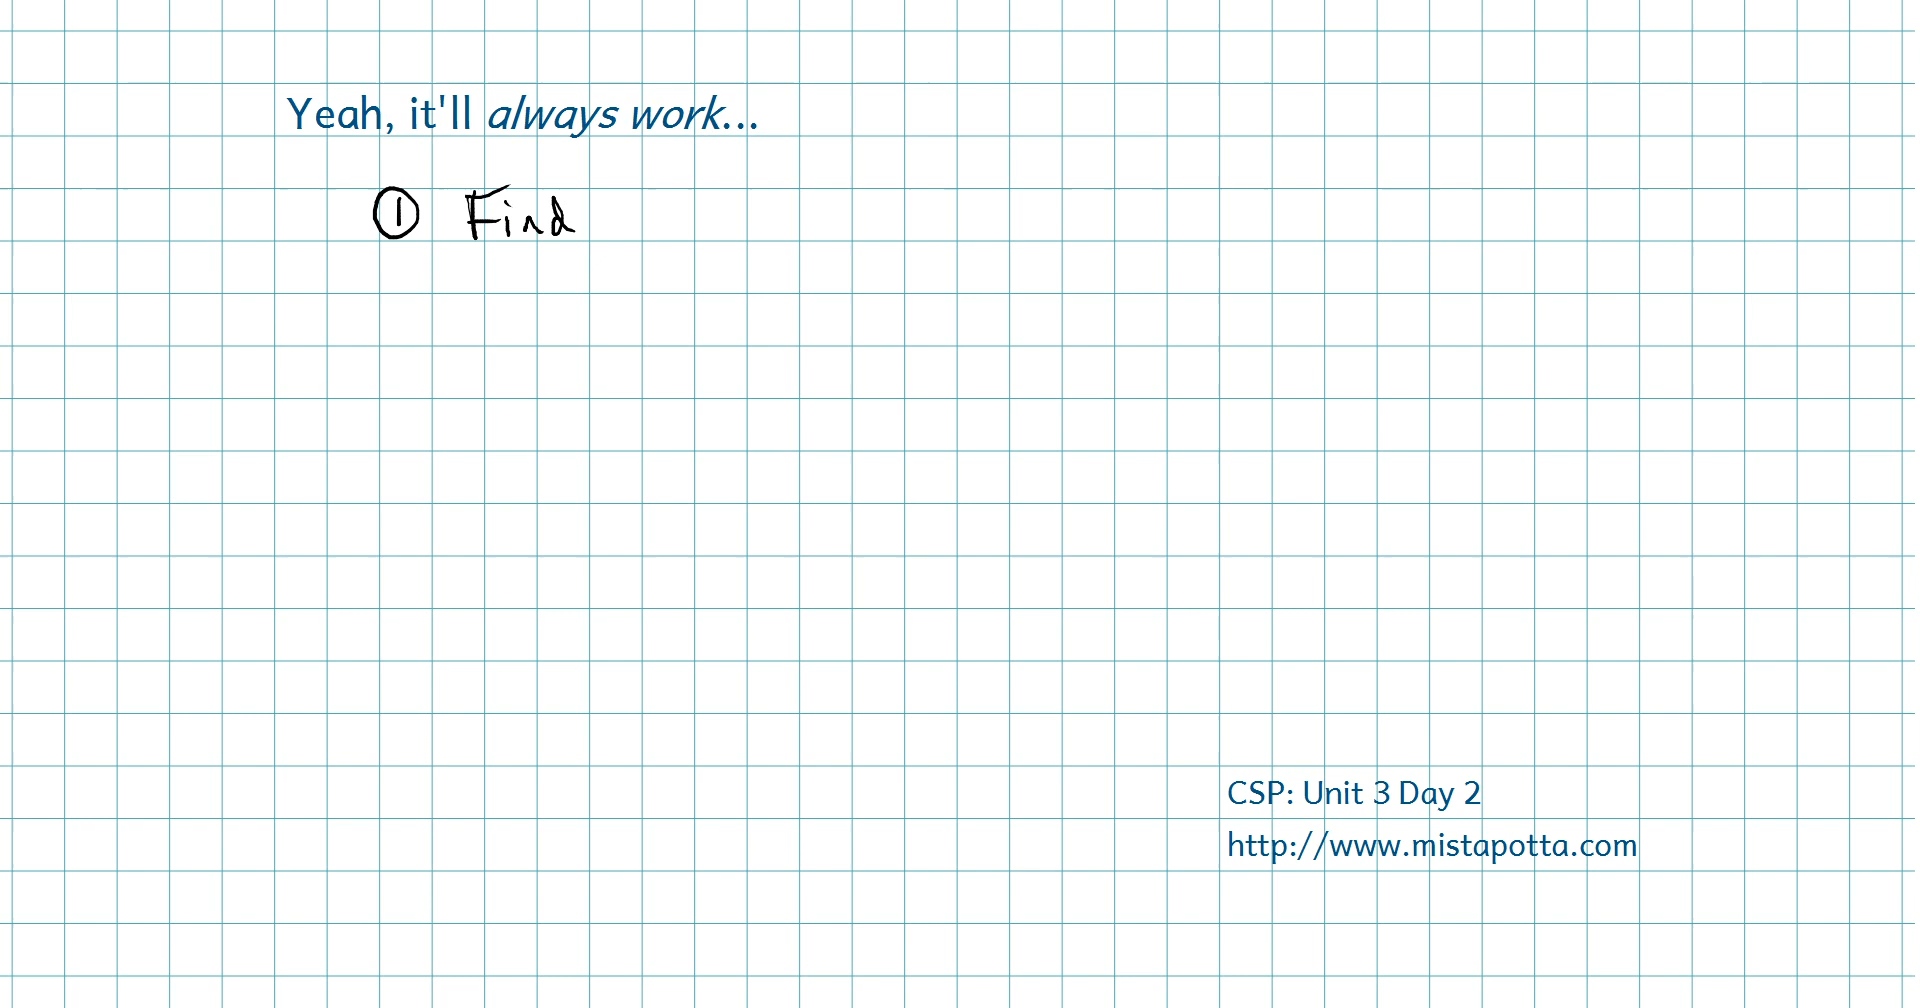 Yeah, it'll always work...
① Find
CSP: Unit 3 Day 2
http://www.mistapotta.com